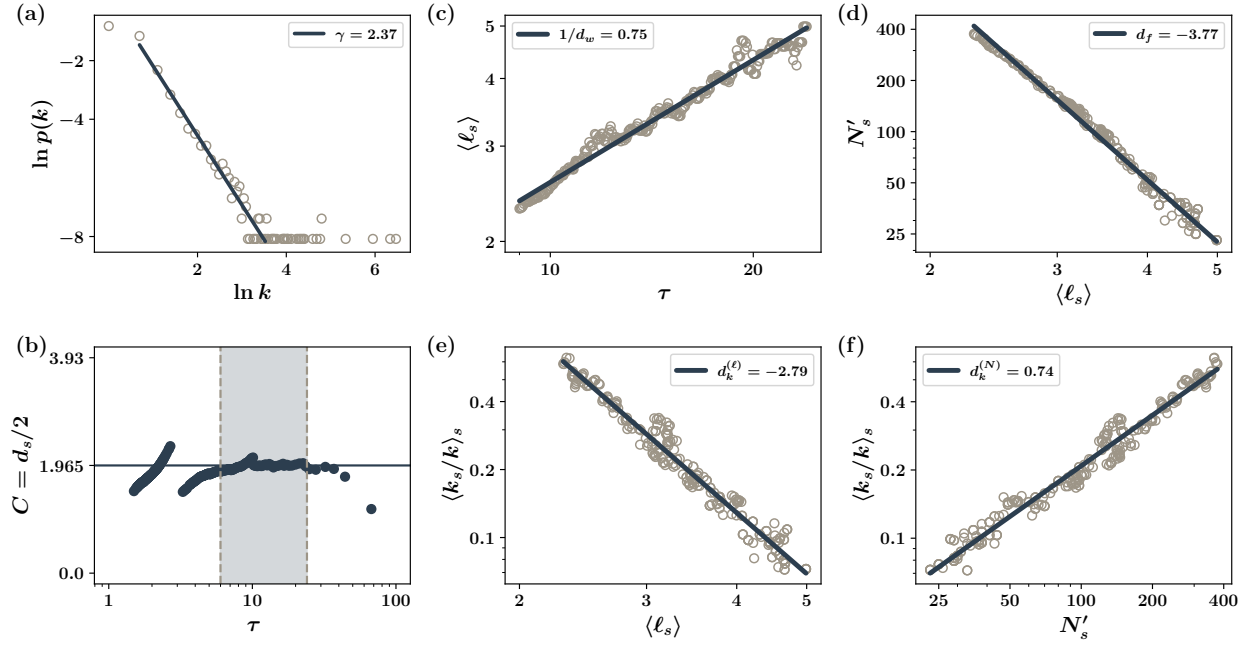 (a)
γ = 2.37
−2
−4
−8
ln p(k)
2
4
6
ln k
(c)
1/d_w = 0.75
5
4
3
2
⟨ℓ_s⟩
10
20
τ
(d)
d_f = −3.77
400
200
100
50
25
N′_s
2
3
4
5
⟨ℓ_s⟩
(b)
3.93
1.965
0.0
C = d_s/2
1
10
100
τ
(e)
d_k^(ℓ) = −2.79
0.4
0.2
0.1
⟨k_s/k⟩_s
2
3
4
5
⟨ℓ_s⟩
(f)
d_k^(N) = 0.74
0.4
0.2
0.1
⟨k_s/k⟩_s
25
50
100
200
400
N′_s